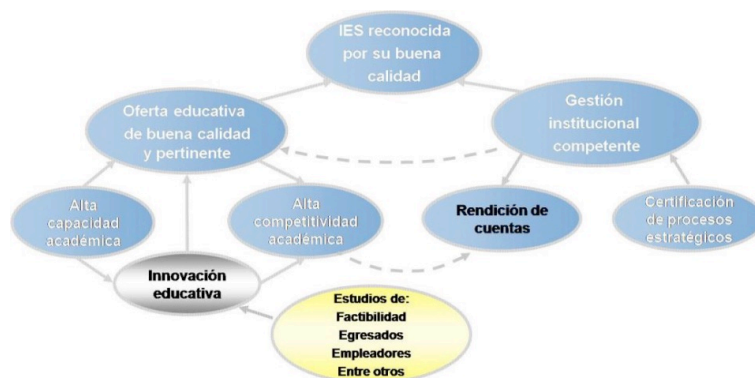 IES reconocida
por su buena
calidad
Oferta educativa
de buena calidad
y pertinente
Gestión
institucional
competente
Alta
capacidad
académica
Alta
competitividad
académica
Rendición de
cuentas
Certificación
de procesos
estratégicos
Innovación
educativa
Estudios de:
Factibilidad
Egresados
Empleadores
Entre otros